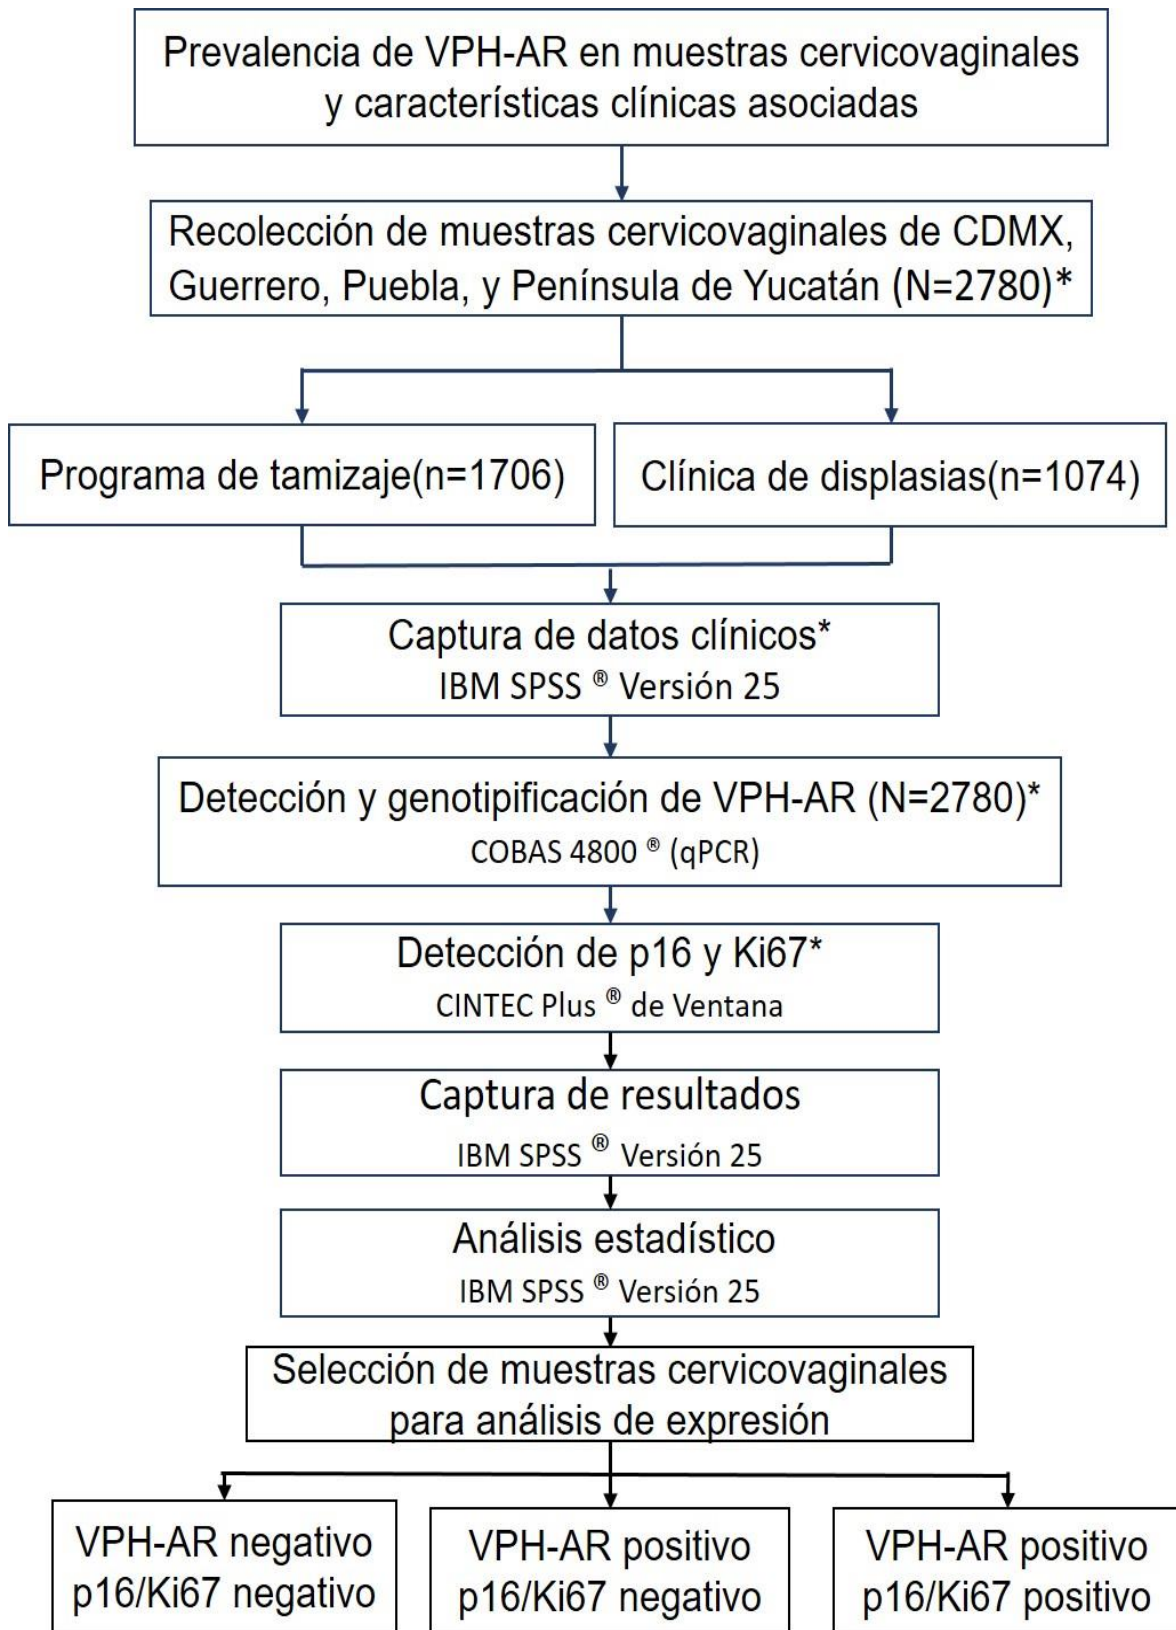 Prevalencia de VPH-AR en muestras cervicovaginales
y características clínicas asociadas
Recolección de muestras cervicovaginales de CDMX,
Guerrero, Puebla, y Península de Yucatán (N=2780)*
Programa de tamizaje(n=1706)
Clínica de displasias(n=1074)
Captura de datos clínicos*
IBM SPSS ® Versión 25
Detección y genotipificación de VPH-AR (N=2780)*
COBAS 4800 ® (qPCR)
Detección de p16 y Ki67*
CINTEC Plus ® de Ventana
Captura de resultados
IBM SPSS ® Versión 25
Análisis estadístico
IBM SPSS ® Versión 25
Selección de muestras cervicovaginales
para análisis de expresión
VPH-AR negativo
p16/Ki67 negativo
VPH-AR positivo
p16/Ki67 negativo
VPH-AR positivo
p16/Ki67 positivo